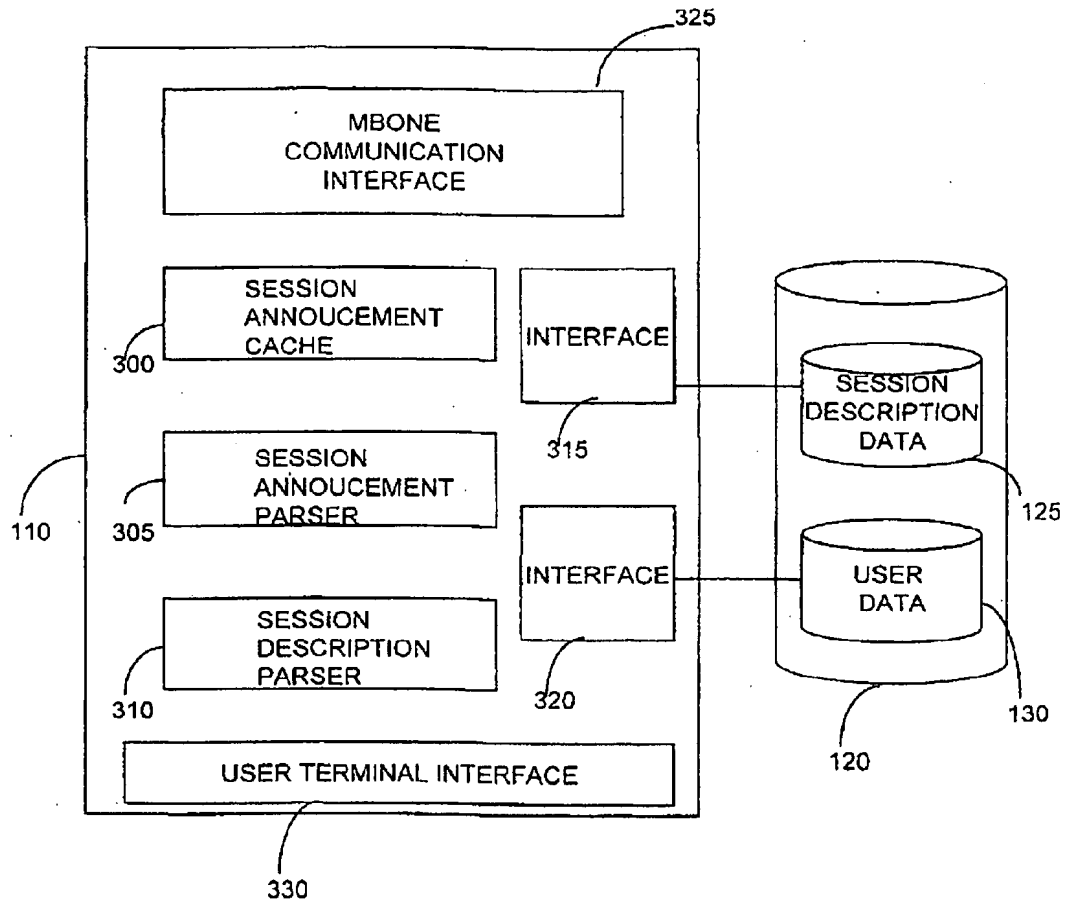 325
MBONE
COMMUNICATION
INTERFACE
SESSION
ANNOUCEMENT
CACHE
300
INTERFACE
315
SESSION
DESCRIPTION
DATA
125
SESSION
ANNOUCEMENT
PARSER
305
110
INTERFACE
320
USER
DATA
130
120
SESSION
DESCRIPTION
PARSER
310
USER TERMINAL INTERFACE
330